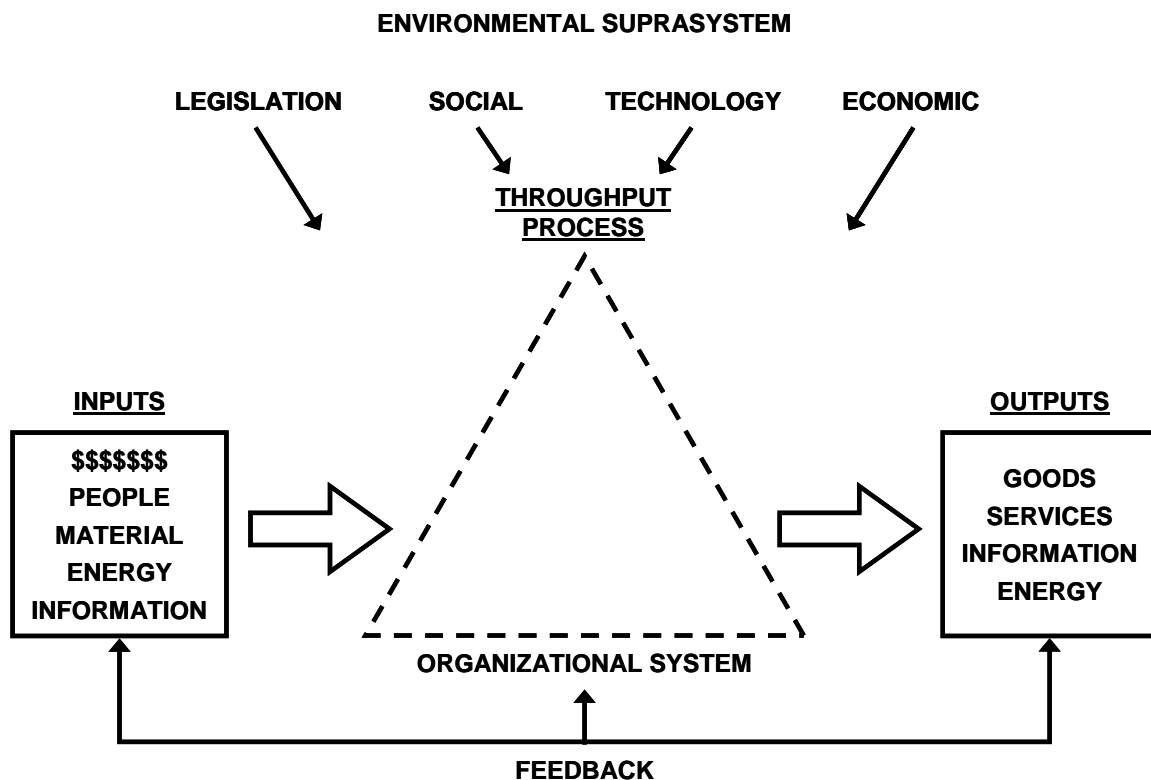 ENVIRONMENTAL SUPRASYSTEM
LEGISLATION SOCIAL TECHNOLOGY ECONOMIC
THROUGHPUT
PROCESS
INPUTS
$$$$$$$
PEOPLE
MATERIAL
ENERGY
INFORMATION
OUTPUTS
GOODS
SERVICES
INFORMATION
ENERGY
ORGANIZATIONAL SYSTEM
FEEDBACK